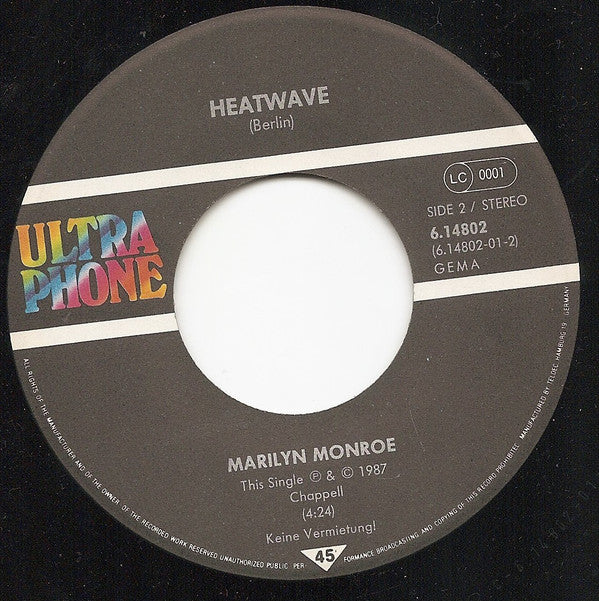 HEATWAVE
(Berlin)
LC 0001
SIDE 2 / STEREO
6.14802
(6.14802-01-2)
GEMA
ULTRA
PHONE
MARILYN MONROE
This Single Ⓟ & © 1987
Chappell
(4:24)
Keine Vermietung!
45
ALL RIGHTS OF THE MANUFACTURER AND OF THE OWNER OF THE RECORDED WORK RESERVED UNAUTHORIZED PUBLIC PER- FORMANCE BROADCASTING AND COPYING OF THIS RECORD PROHIBITED. MANUFACTURED BY TELDEC, HAMBURG 19 GERMANY